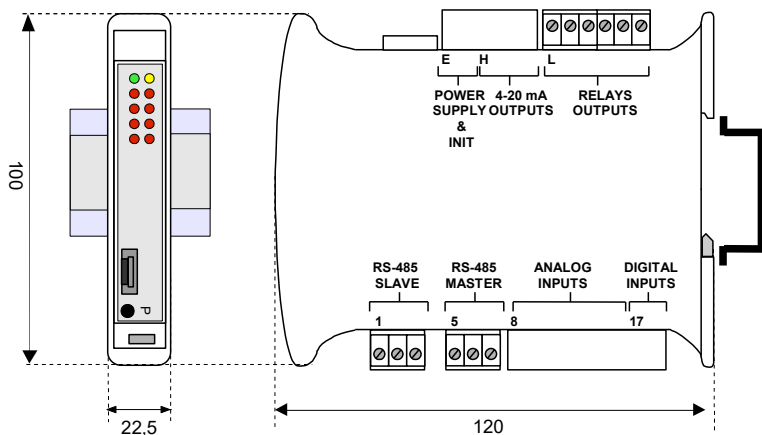 E H L
POWER
SUPPLY
&
INIT
4-20 mA
OUTPUTS
RELAYS
OUTPUTS
100
P
RS-485
SLAVE
RS-485
MASTER
ANALOG
INPUTS
DIGITAL
INPUTS
1 5 8 17
22,5
120